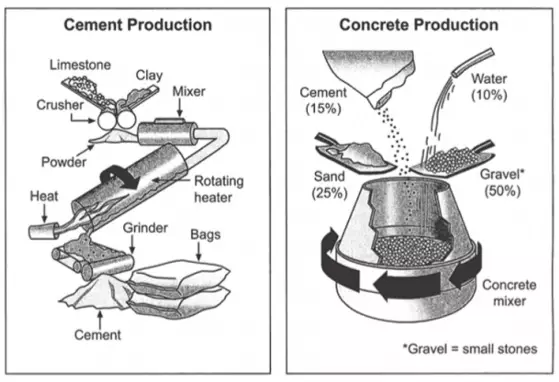 Cement Production
Limestone
Clay
Crusher
Mixer
Powder
Rotating
heater
Heat
Grinder
Bags
Cement
Concrete Production
Cement
(15%)
Water
(10%)
Sand
(25%)
Gravel*
(50%)
Concrete
mixer
*Gravel = small stones